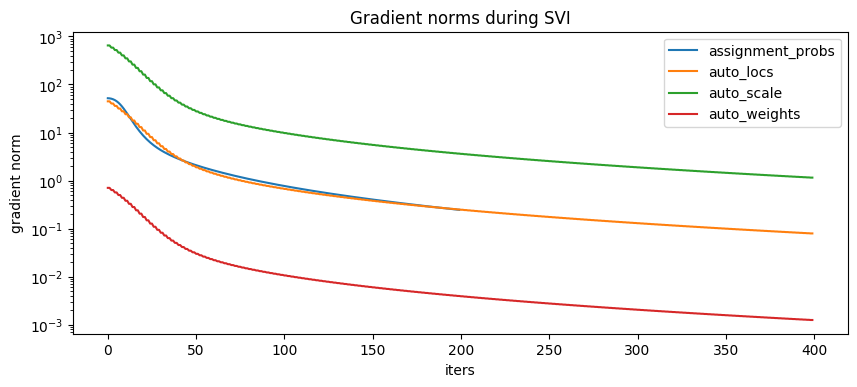 Gradient norms during SVI
10³
10²
10¹
10⁰
10⁻¹
10⁻²
10⁻³
gradient norm
assignment_probs
auto_locs
auto_scale
auto_weights
0 50 100 150 200 250 300 350 400
iters